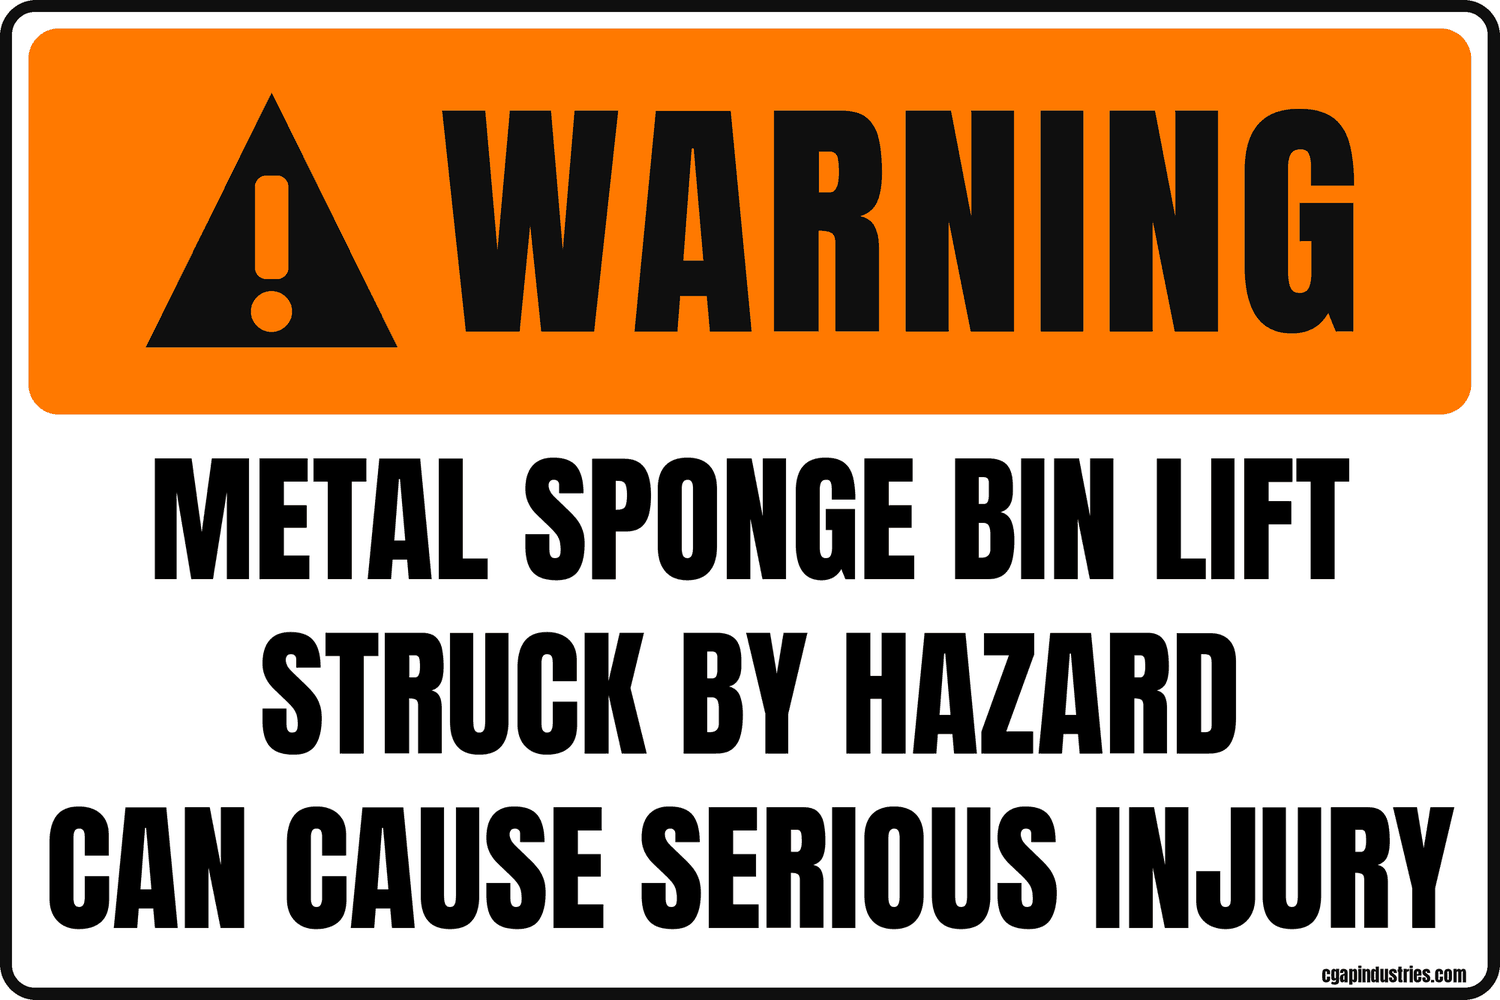 WARNING
METAL SPONGE BIN LIFT
STRUCK BY HAZARD
CAN CAUSE SERIOUS INJURY
cgapindustries.com